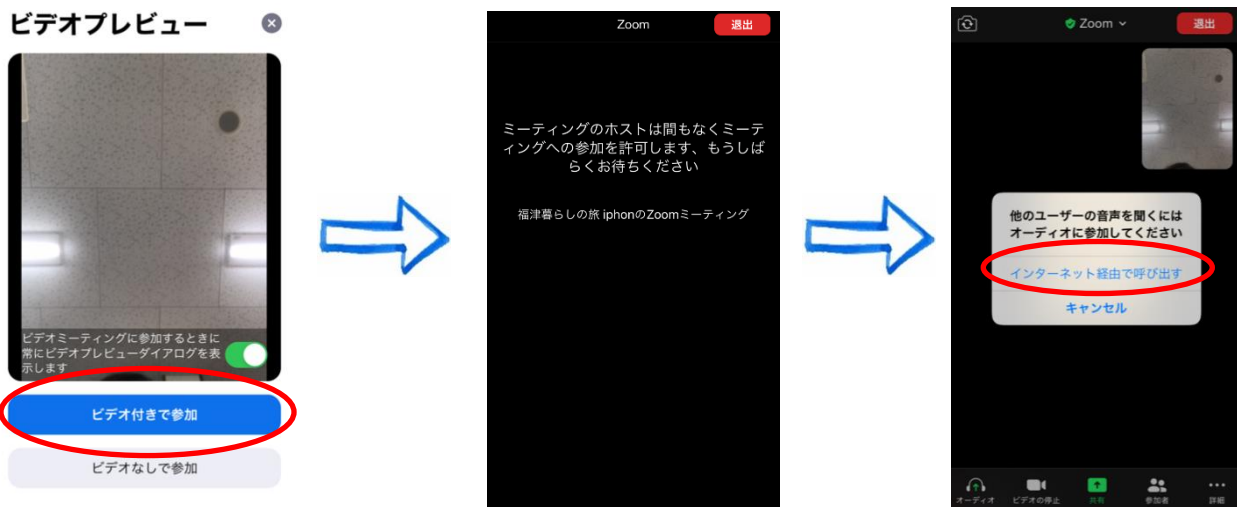 ビデオプレビュー
ビデオミーティングに参加するときに
常にビデオプレビューダイアログを表
示します
ビデオ付きで参加
ビデオなしで参加
Zoom
退出
ミーティングのホストは間もなくミーテ
ィングへの参加を許可します、もうしば
らくお待ちください
福津暮らしの旅 iphonのZoomミーティング
Zoom
退出
他のユーザーの音声を聞くには
オーディオに参加してください
インターネット経由で呼び出す
キャンセル
オーディオ
ビデオの停止
共有
参加者
詳細